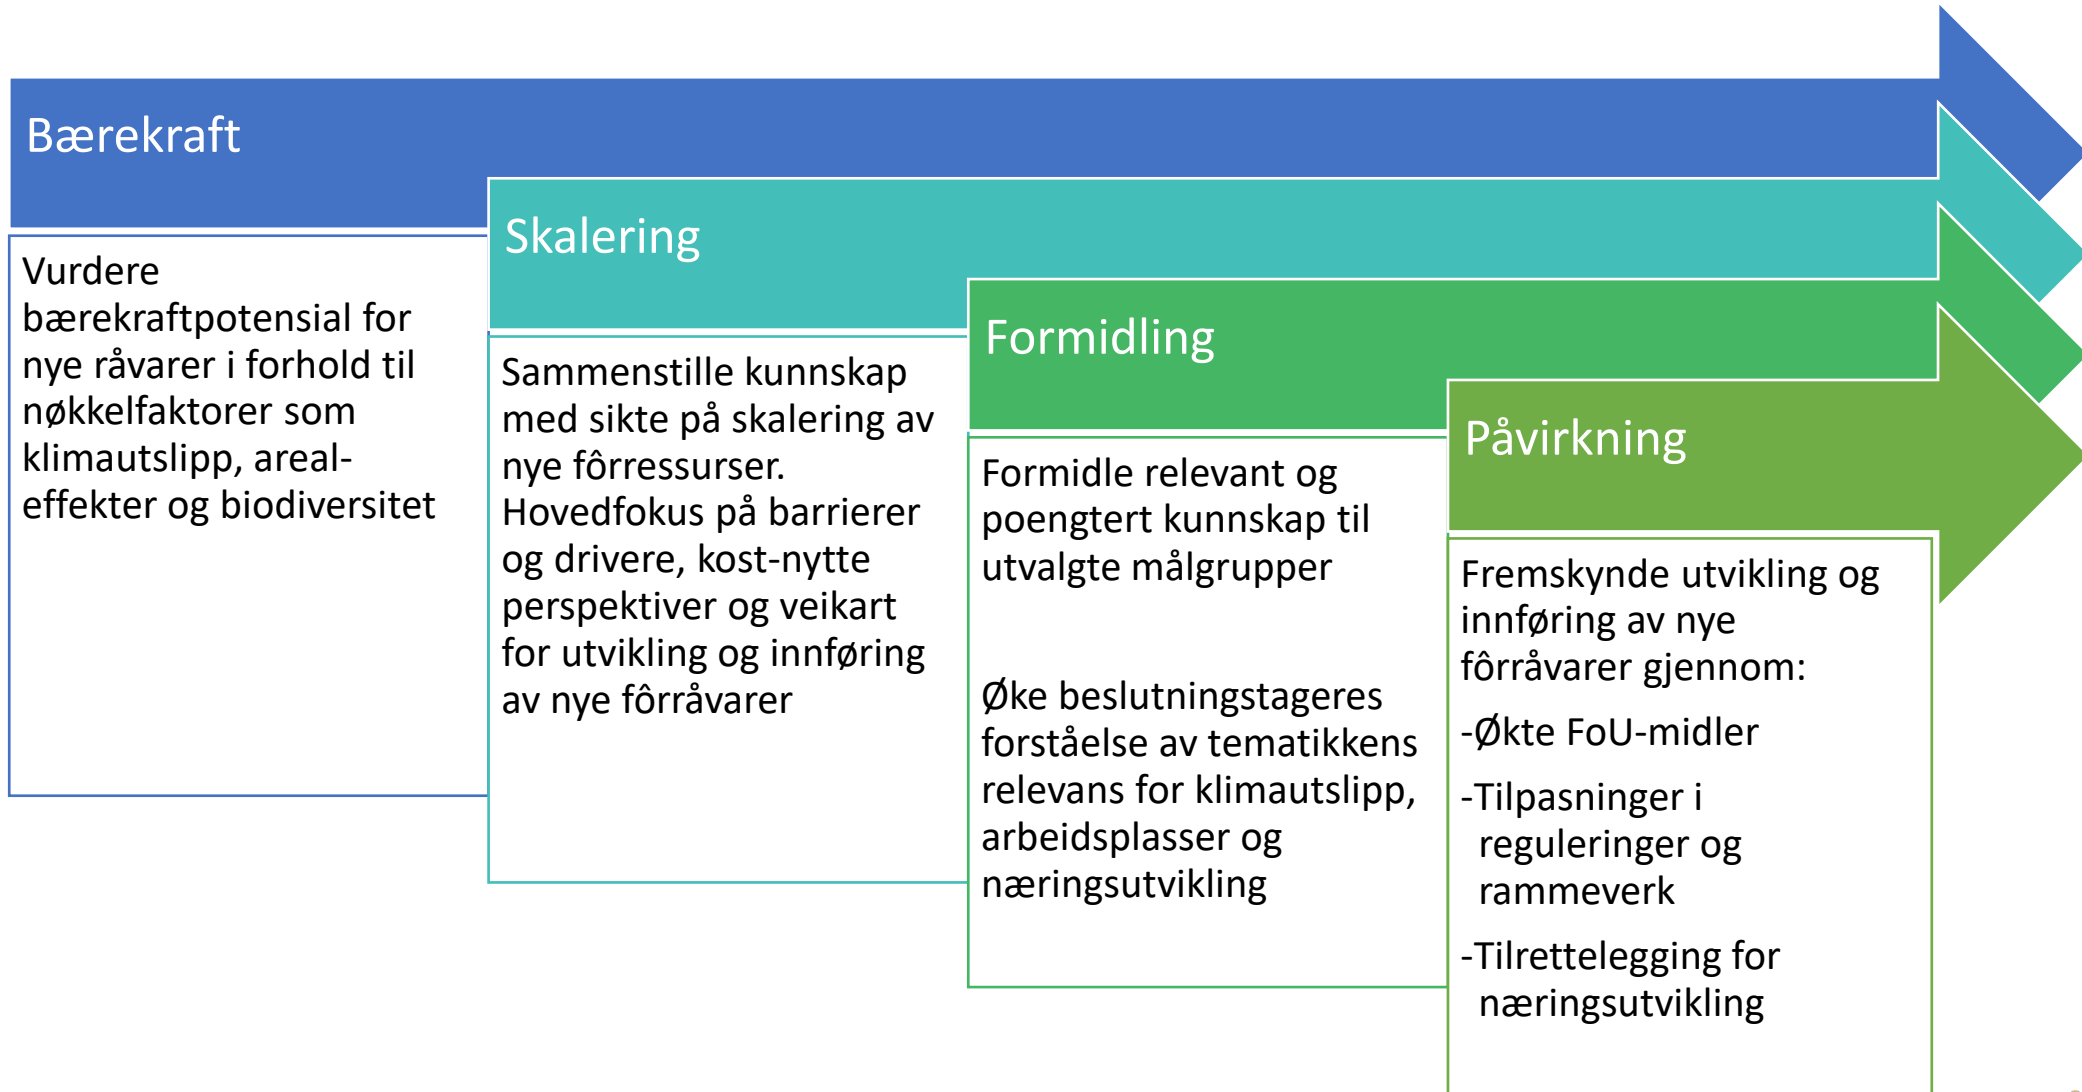 Bærekraft
Vurdere
bærekraftpotensial for
nye råvarer i forhold til
nøkkelfaktorer som
klimautslipp, areal-
effekter og biodiversitet
Skalering
Sammenstille kunnskap
med sikte på skalering av
nye fôrressurser.
Hovedfokus på barrierer
og drivere, kost-nytte
perspektiver og veikart
for utvikling og innføring
av nye fôrråvarer
Formidling
Formidle relevant og
poengtert kunnskap til
utvalgte målgrupper
Øke beslutningstageres
forståelse av tematikkens
relevans for klimautslipp,
arbeidsplasser og
næringsutvikling
Påvirkning
Fremskynde utvikling og
innføring av nye
fôrråvarer gjennom:
-Økte FoU-midler
-Tilpasninger i
reguleringer og
rammeverk
-Tilrettelegging for
næringsutvikling